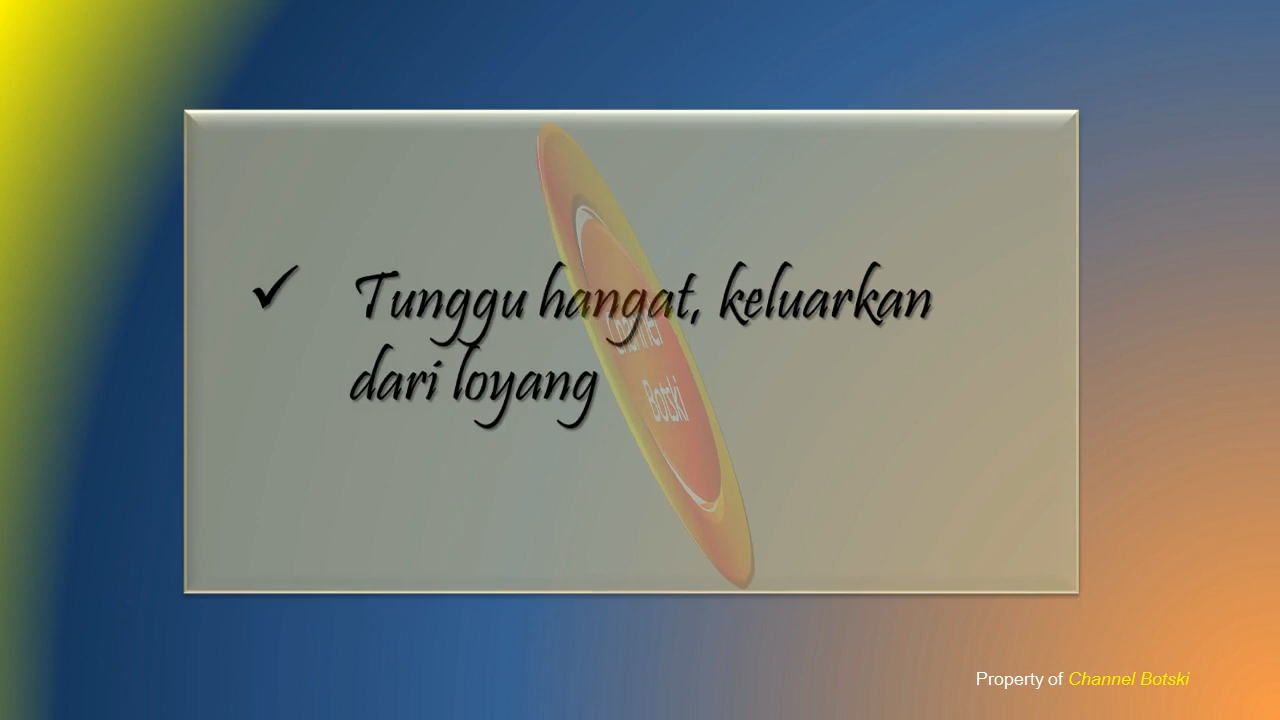 ✓ Tunggu hangat, keluarkan
dari loyang
Channel
Botski
Property of Channel Botski